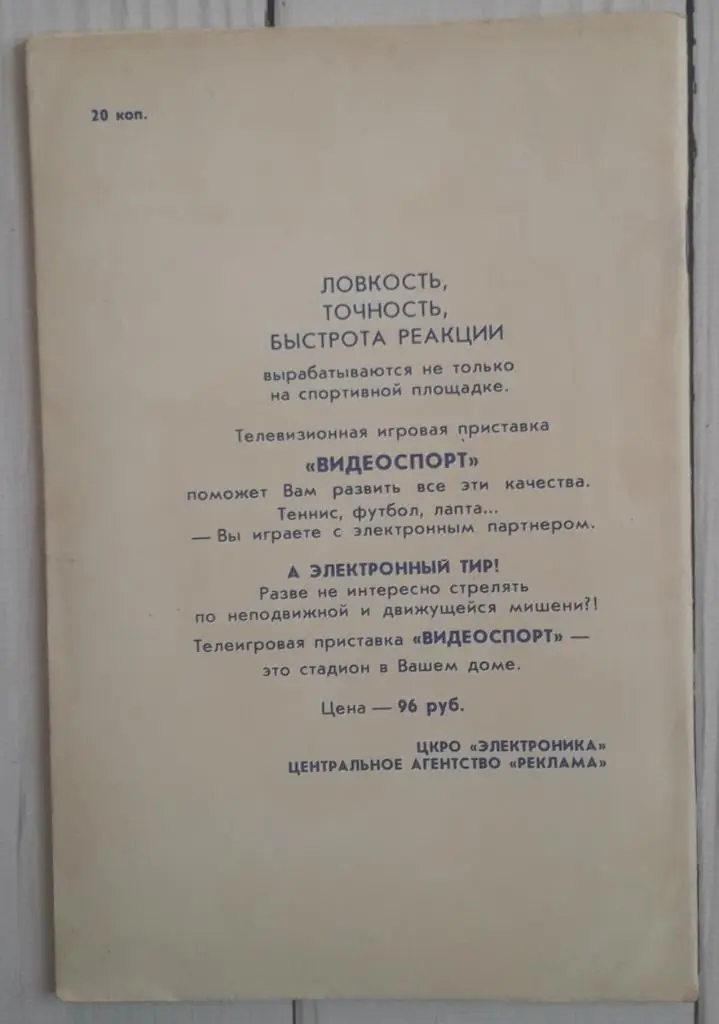 20 коп.
ЛОВКОСТЬ,
ТОЧНОСТЬ,
БЫСТРОТА РЕАКЦИИ
вырабатываются не только
на спортивной площадке.
Телевизионная игровая приставка
«ВИДЕОСПОРТ»
поможет Вам развить все эти качества.
Теннис, футбол, лапта...
— Вы играете с электронным партнером.
А ЭЛЕКТРОННЫЙ ТИР!
Разве не интересно стрелять
по неподвижной и движущейся мишени?!
Телеигровая приставка «ВИДЕОСПОРТ» —
это стадион в Вашем доме.
Цена — 96 руб.
ЦКРО «ЭЛЕКТРОНИКА»
ЦЕНТРАЛЬНОЕ АГЕНТСТВО «РЕКЛАМА»